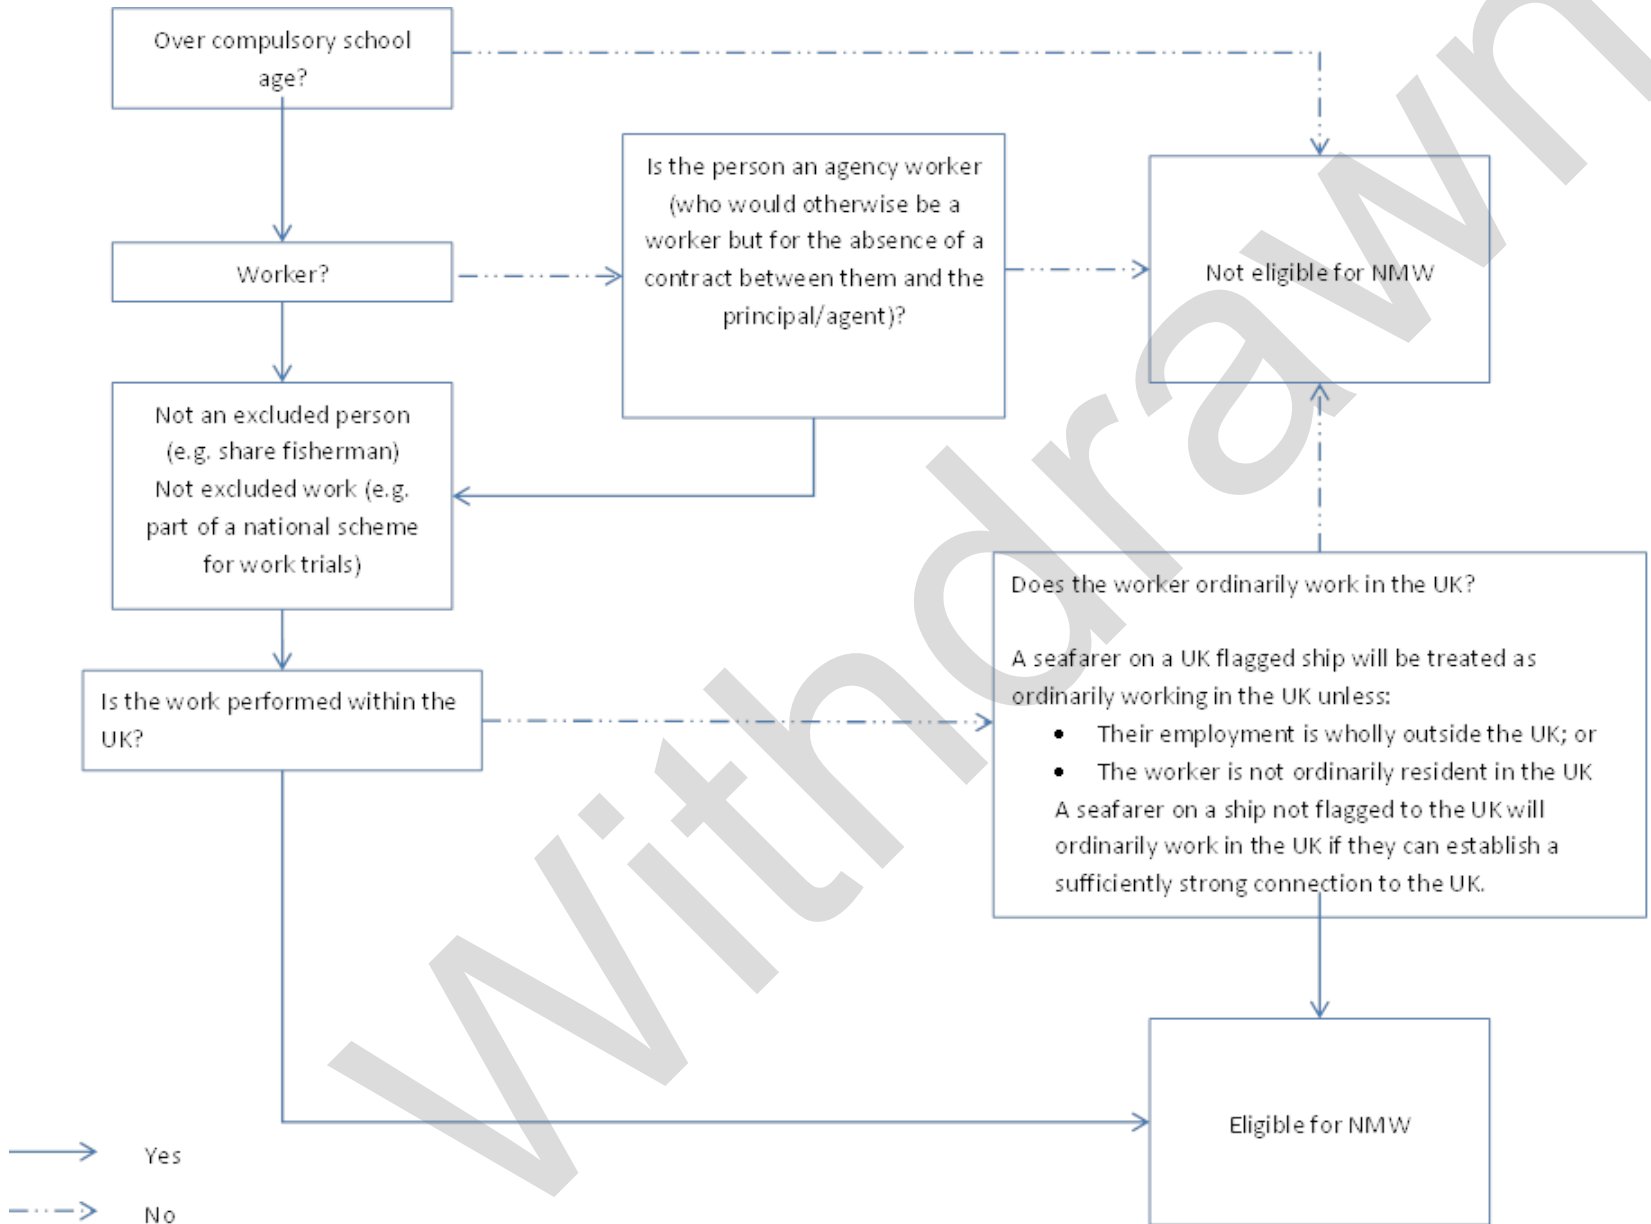 Over compulsory school
age?
Is the person an agency worker
(who would otherwise be a
worker but for the absence of a
contract between them and the
principal/agent)?
Not eligible for NMW
Worker?
Not an excluded person
(e.g. share fisherman)
Not excluded work (e.g.
part of a national scheme
for work trials)
Is the work performed within the
UK?
Does the worker ordinarily work in the UK?
A seafarer on a UK flagged ship will be treated as
ordinarily working in the UK unless:
• Their employment is wholly outside the UK; or
• The worker is not ordinarily resident in the UK
A seafarer on a ship not flagged to the UK will
ordinarily work in the UK if they can establish a
sufficiently strong connection to the UK.
Eligible for NMW
Yes
No
Withdrawn